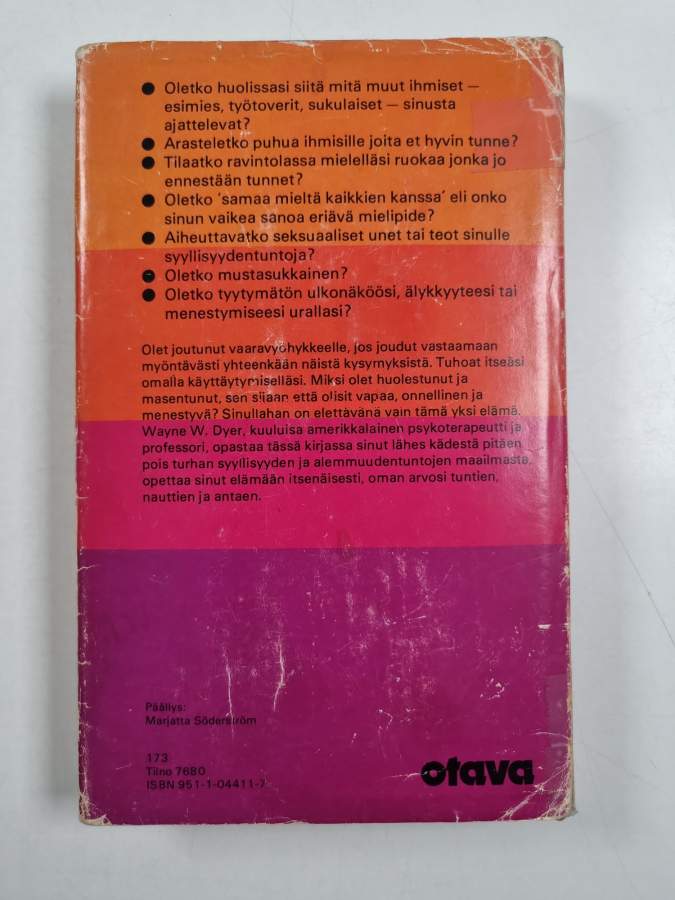 ● Oletko huolissasi siitä mitä muut ihmiset —
esimies, työtoverit, sukulaiset — sinusta
ajattelevat?
● Arasteletko puhua ihmisille joita et hyvin tunne?
● Tilaatko ravintolassa mielelläsi ruokaa jonka jo
ennestään tunnet?
● Oletko 'samaa mieltä kaikkien kanssa' eli onko
sinun vaikea sanoa eriävä mielipide?
● Aiheuttavatko seksuaaliset unet tai teot sinulle
syyllisyydentuntoja?
● Oletko mustasukkainen?
● Oletko tyytymätön ulkonäköösi, älykkyyteesi tai
menestymiseesi urallasi?
Olet joutunut vaaravyöhykkeelle, jos joudut vastaamaan
myöntävästi yhteenkään näistä kysymyksistä. Tuhoat itseäsi
omalla käyttäytymiselläsi. Miksi olet huolestunut ja
masentunut, sen sijaan että olisit vapaa, onnellinen ja
menestyvä? Sinullahan on elettävänä vain tämä yksi elämä.
Wayne W. Dyer, kuuluisa amerikkalainen psykoterapeutti ja
professori, opastaa tässä kirjassa sinut lähes kädestä pitäen
pois turhan syyllisyyden ja alemmuudentuntojen maailmasta,
opettaa sinut elämään itsenäisesti, oman arvosi tuntien,
nauttien ja antaen.
Päällys:
Marjatta Söderström
173
Tilno 7680
ISBN 951-1-04411-7
otava